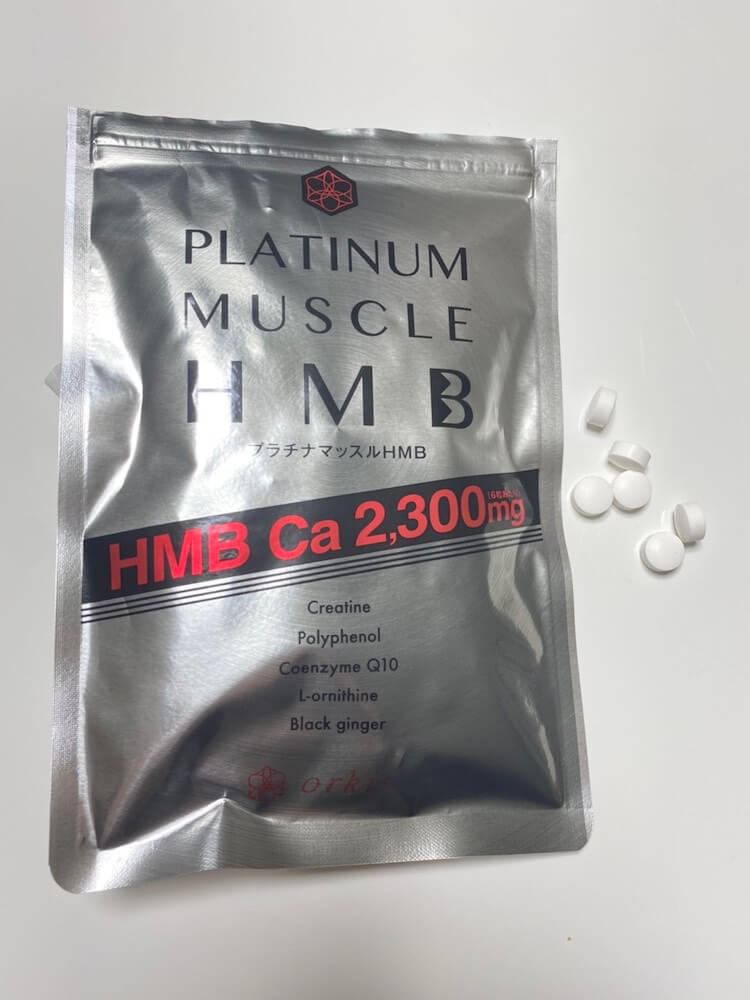 PLATINUM
MUSCLE
HMB
プラチナマッスルHMB
HMB Ca 2,300mg
Creatine
Polyphenol
Coenzyme Q10
L-ornithine
Black ginger